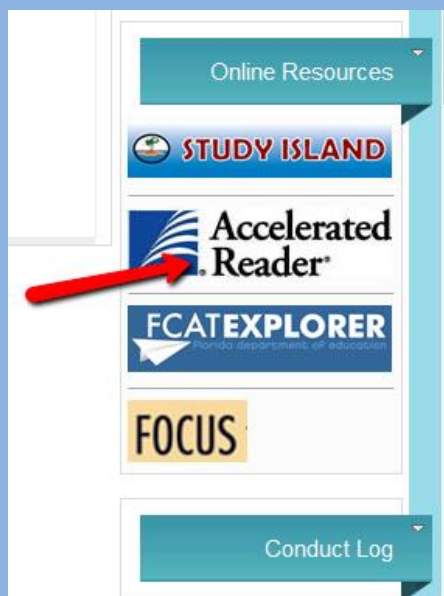 Online Resources
STUDY ISLAND
Accelerated
Reader®
FCATEXPLORER
Florida department of education
FOCUS
Conduct Log